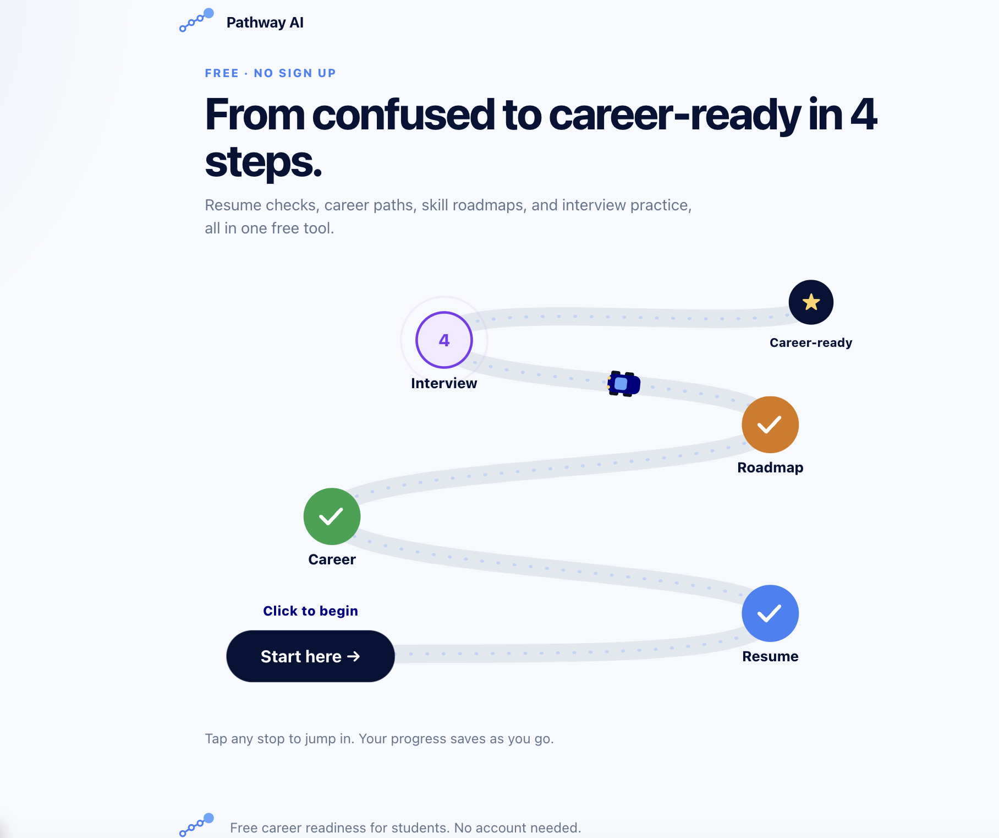 Pathway AI
FREE · NO SIGN UP
From confused to career-ready in 4
steps.
Resume checks, career paths, skill roadmaps, and interview practice,
all in one free tool.
Career-ready
4
Interview
Roadmap
Career
Click to begin
Start here →
Resume
Tap any stop to jump in. Your progress saves as you go.
Free career readiness for students. No account needed.